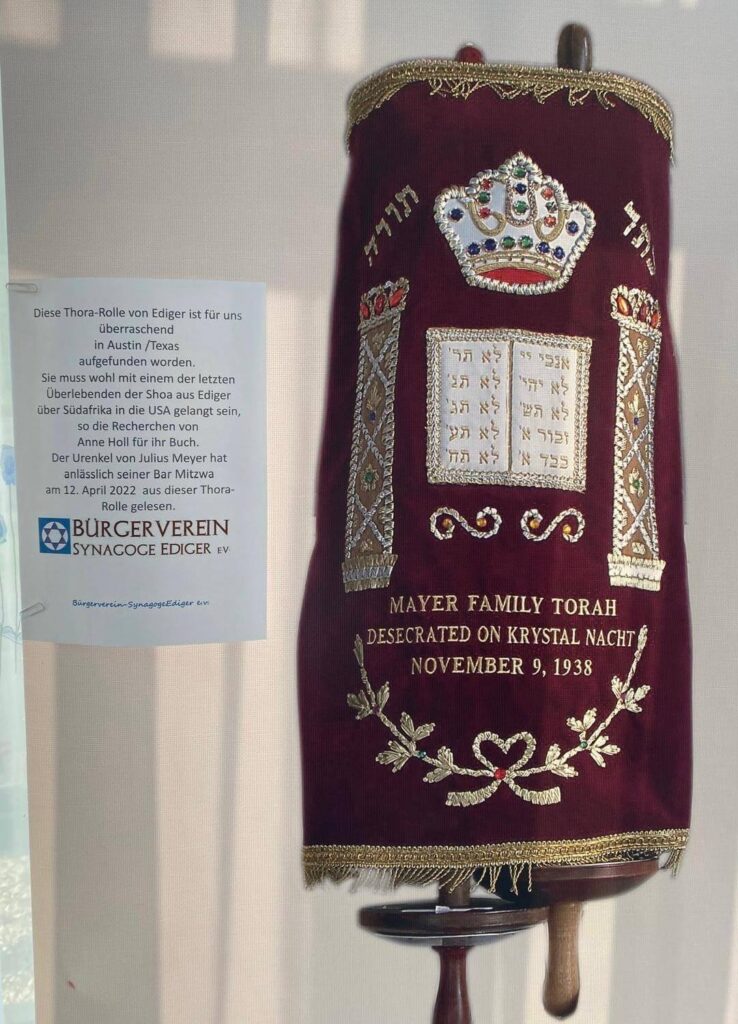 Diese Thora-Rolle von Ediger ist für uns
überraschend
in Austin /Texas
aufgefunden worden.
Sie muss wohl mit einem der letzten
Überlebenden der Shoa aus Ediger
über Südafrika in die USA gelangt sein,
so die Recherchen von
Anne Holl für ihr Buch.
Der Urenkel von Julius Meyer hat
anlässlich seiner Bar Mitzwa
am 12. April 2022 aus dieser Thora-
Rolle gelesen.
BÜRGERVEREIN
SYNAGOGE EDIGER EV
Bürgerverein-SynagogeEdiger e.v.
כתר
תורה
אנכי יי
לא יהי'
לא תש'
זכור א'
כבד א'
לא תר'
לא תנ'
לא תג'
לא תע'
לא תח'
MAYER FAMILY TORAH
DESECRATED ON KRYSTAL NACHT
NOVEMBER 9, 1938